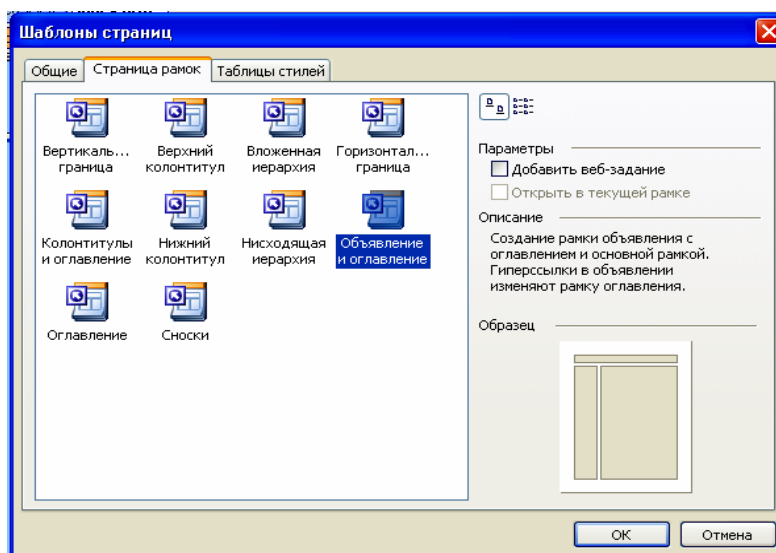 Шаблоны страниц
Общие
Страница рамок
Таблицы стилей
Вертикаль...
граница
Верхний
колонтитул
Вложенная
иерархия
Горизонтал...
граница
Колонтитулы
и оглавление
Нижний
колонтитул
Нисходящая
иерархия
Объявление
и оглавление
Оглавление
Сноски
Параметры
Добавить веб-задание
Открыть в текущей рамке
Описание
Создание рамки объявления с
оглавлением и основной рамкой.
Гиперссылки в объявлении
изменяют рамку оглавления.
Образец
ОК
Отмена